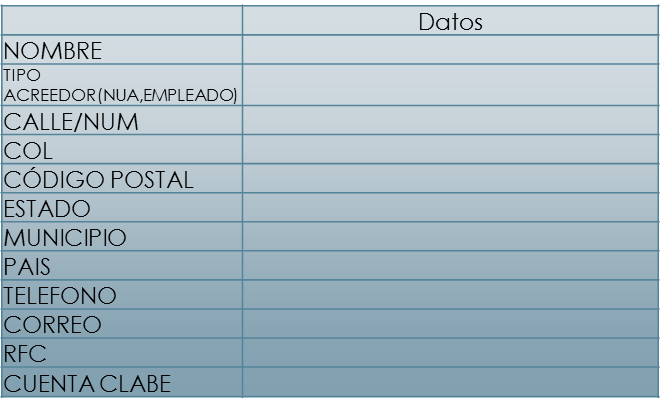 Datos
NOMBRE
TIPO
ACREEDOR(NUA,EMPLEADO)
CALLE/NUM
COL
CÓDIGO POSTAL
ESTADO
MUNICIPIO
PAIS
TELEFONO
CORREO
RFC
CUENTA CLABE